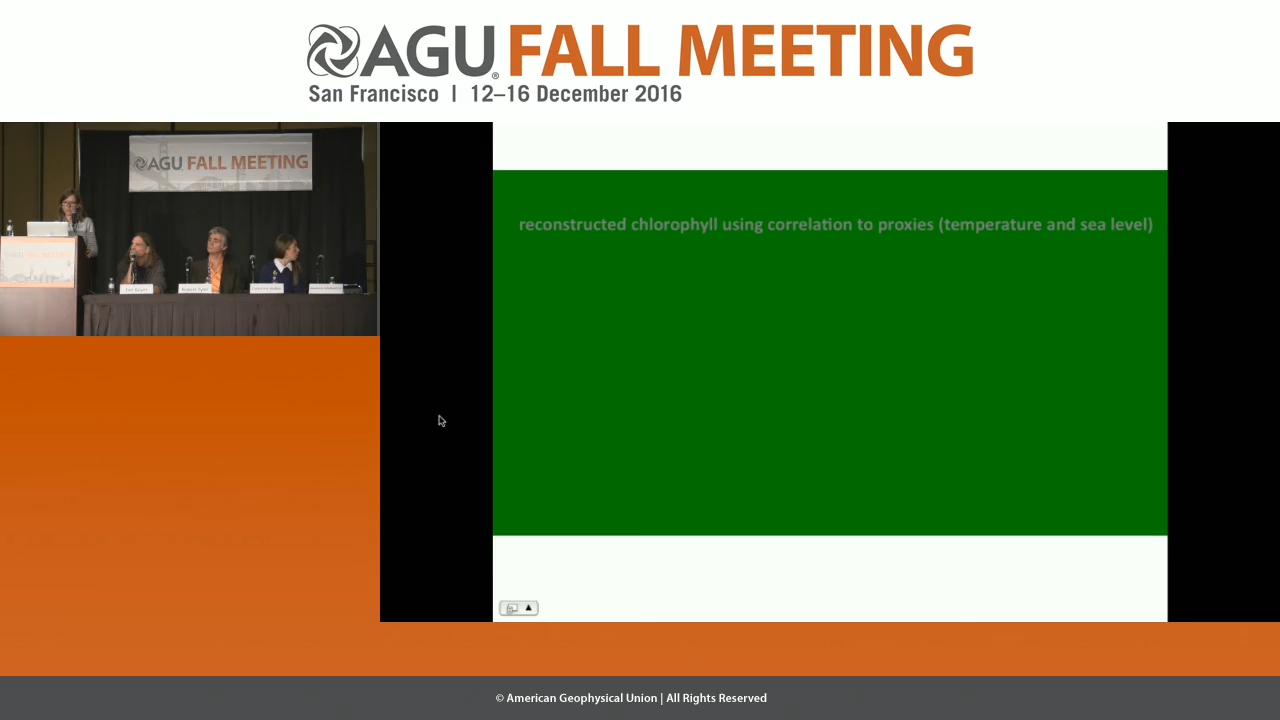 AGU® FALL MEETING
San Francisco | 12–16 December 2016
AGU FALL MEETING
reconstructed chlorophyll using correlation to proxies (temperature and sea level)
© American Geophysical Union | All Rights Reserved